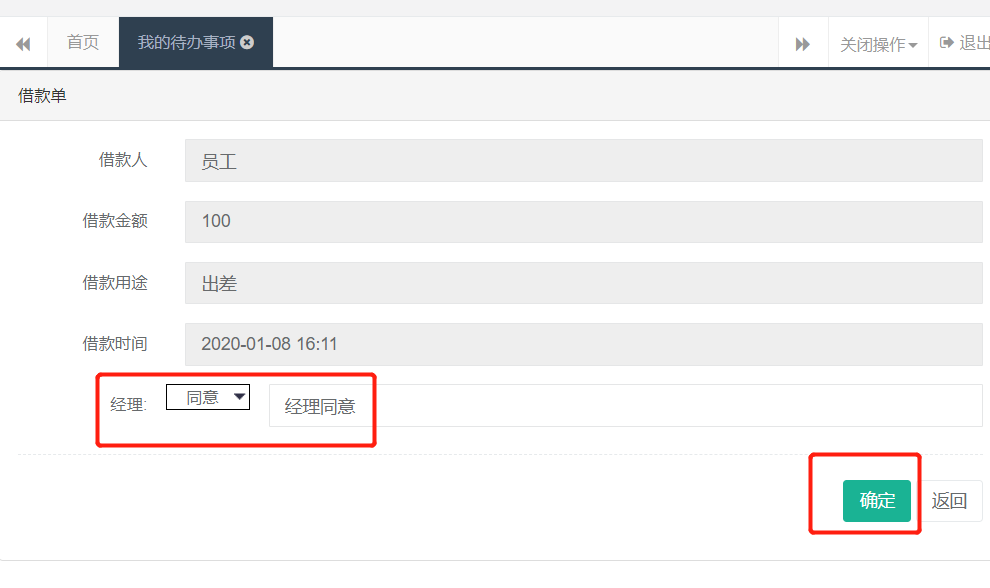 首页 我的待办事项 关闭操作 退出
借款单
借款人 员工
借款金额 100
借款用途 出差
借款时间 2020-01-08 16:11
经理: 同意 经理同意
确定 返回